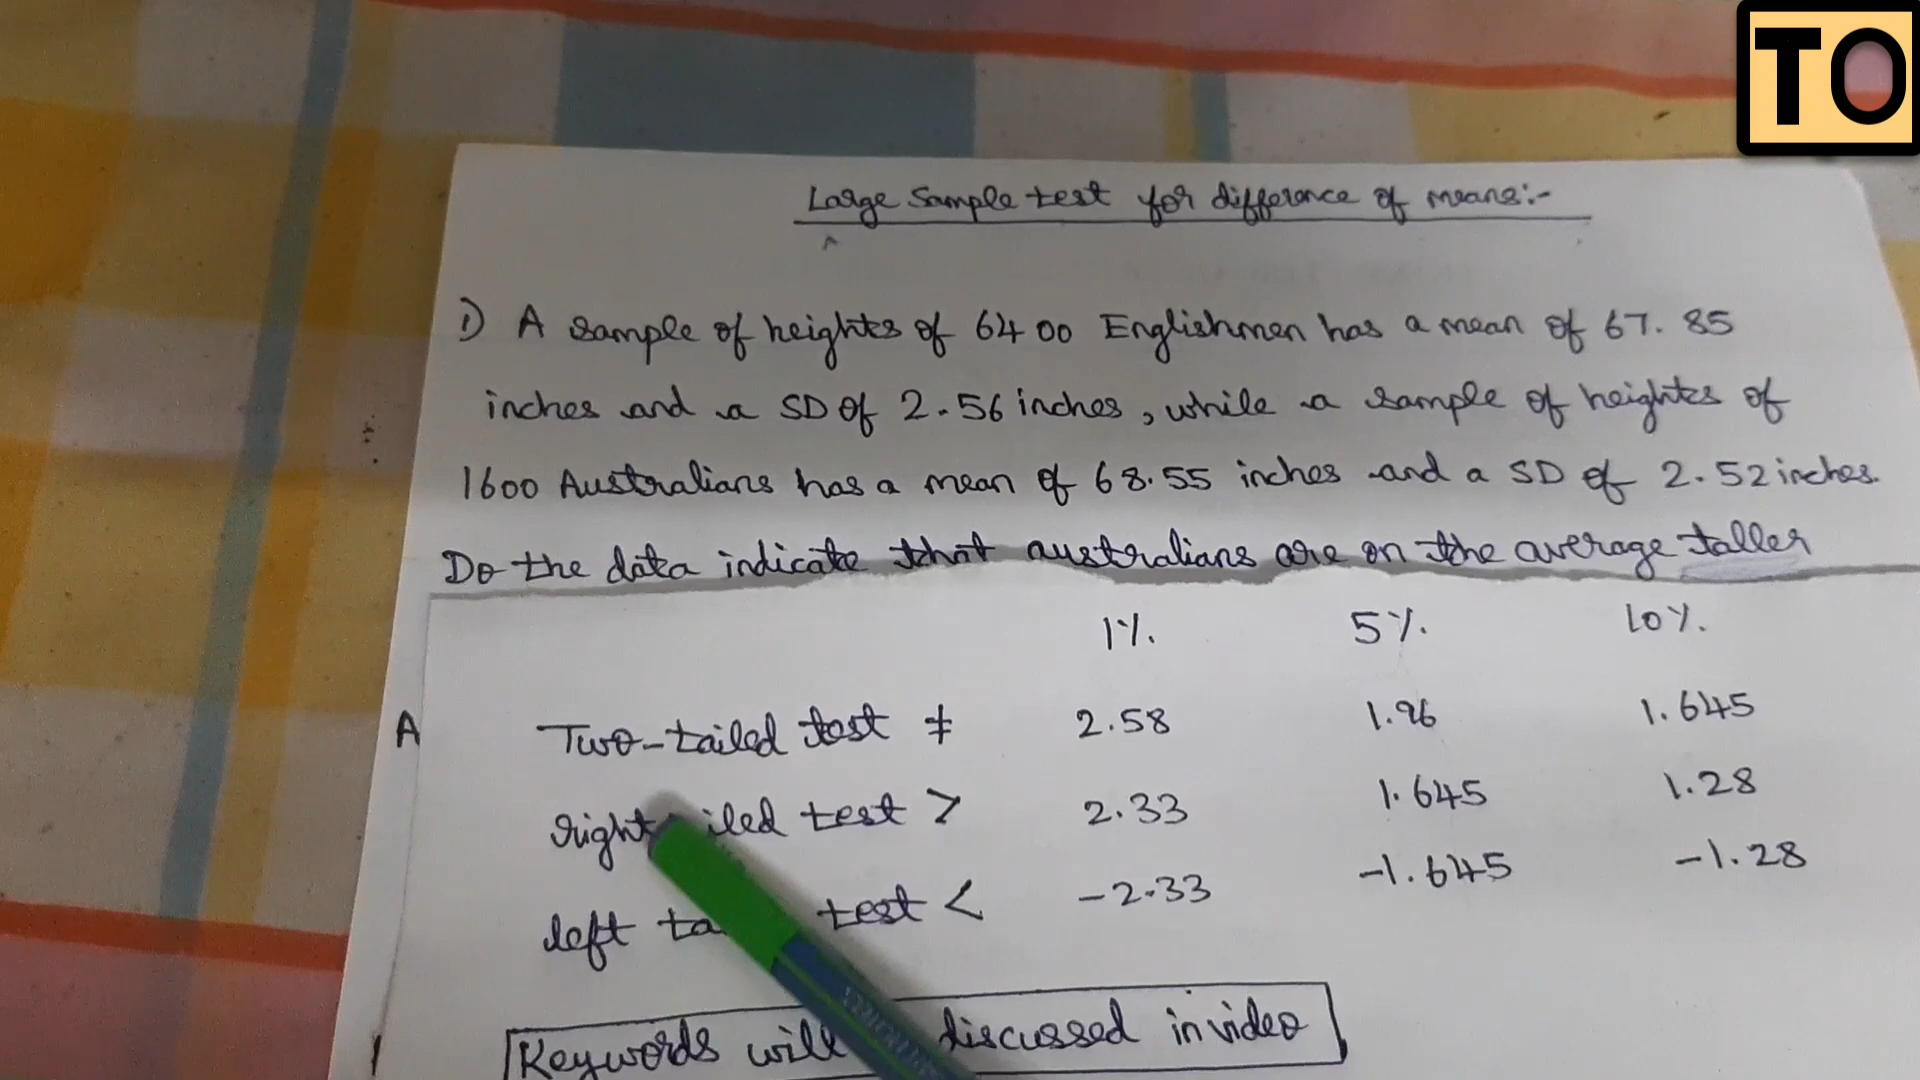 TO
Large Sample test for difference of means:-
1) A sample of heights of 6400 Englishmen has a mean of 67.85
inches and a SD of 2.56 inches, while a sample of heights of
1600 Australians has a mean of 68.55 inches and a SD of 2.52 inches.
Do the data indicate that australians are on the average taller
1%. 5%. 10%.
A
Two-tailed test ≠ 2.58 1.96 1.645
right test > 2.33 1.645 1.28
left test < -2.33 -1.645 -1.28
Keywords will discussed in video